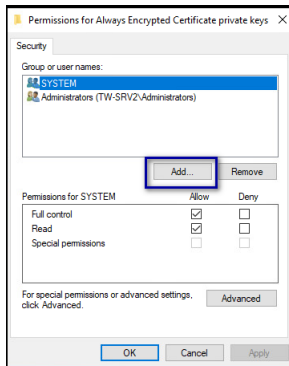 Permissions for Always Encrypted Certificate private keys
Security
Group or user names:
SYSTEM
Administrators (TW-SRV2\Administrators)
Add...
Remove
Permissions for SYSTEM
Allow
Deny
Full control
Read
Special permissions
For special permissions or advanced settings,
click Advanced.
Advanced
OK
Cancel
Apply